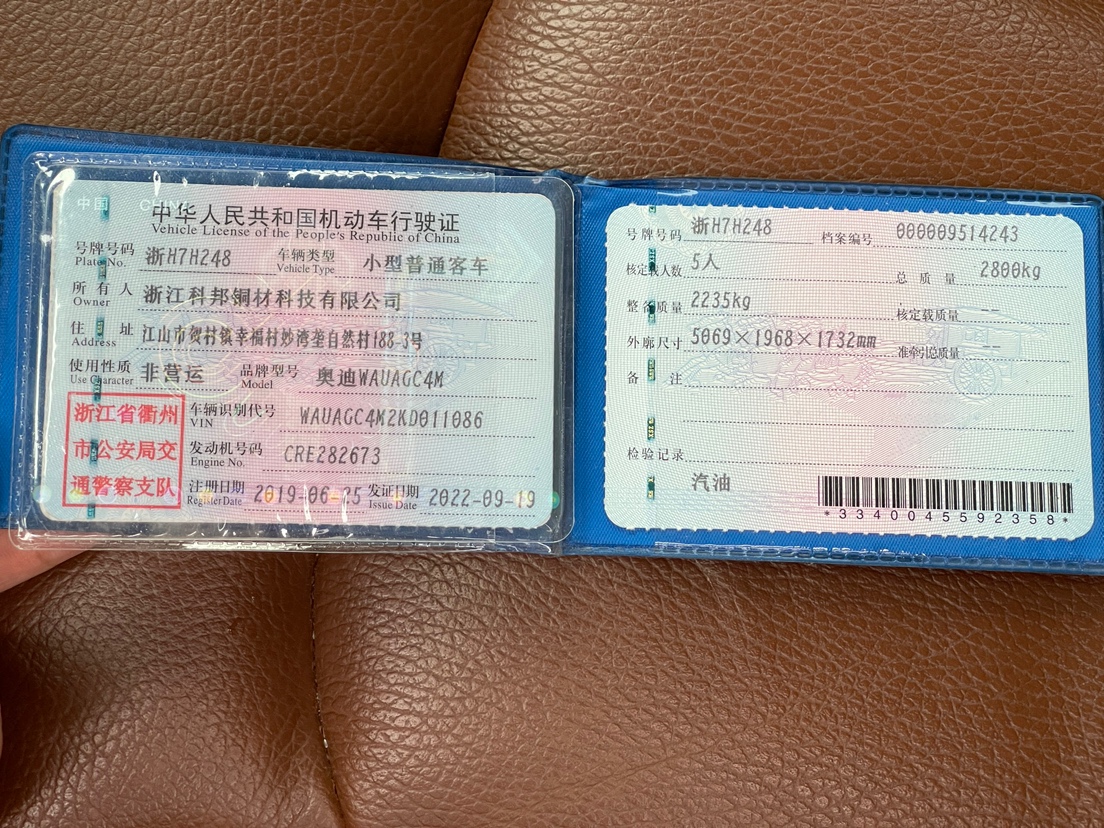 中国 CHINA
中华人民共和国机动车行驶证
Vehicle License of the People's Republic of China
号牌号码 浙H7H248 车辆类型 小型普通客车
Plate No. Vehicle Type
所有人 浙江科邦铜材科技有限公司
Owner
住址 江山市贺村镇幸福村妙湾垄自然村188-3号
Address
使用性质 非营运 品牌型号 奥迪WAUAGC4M
Use Character Model
浙江省衢州
市公安局交
通警察支队
车辆识别代号 WAUAGC4M2KD011086
VIN
发动机号码 CRE282673
Engine No.
注册日期 2019-06-25 发证日期 2022-09-19
Register Date Issue Date
号牌号码 浙H7H248 档案编号 000009514243
核定载人数 5人 总质量 2800kg
整备质量 2235kg 核定载质量 --
外廓尺寸 5069×1968×1732mm 准牵引总质量 --
备注
检验记录
汽油
*3340045592358*